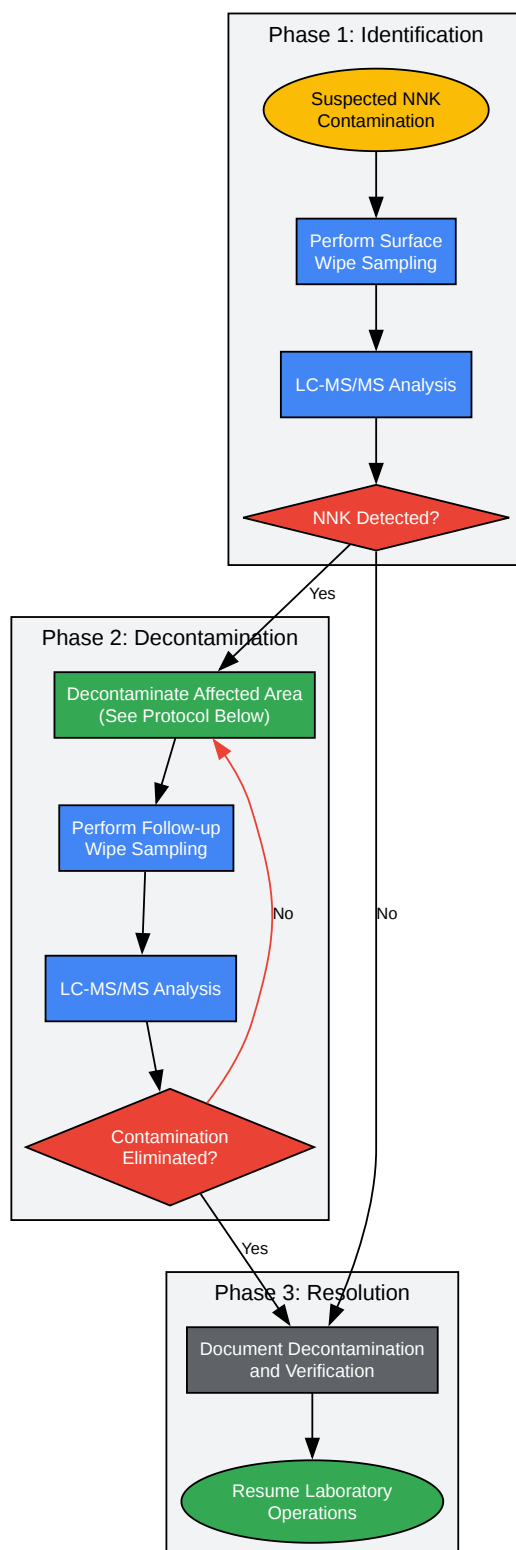 Phase 1: Identification
Suspected NNK
Contamination
Perform Surface
Wipe Sampling
LC-MS/MS Analysis
NNK Detected?
Yes
Phase 2: Decontamination
Decontaminate Affected Area
(See Protocol Below)
Perform Follow-up
Wipe Sampling
No
No
LC-MS/MS Analysis
Contamination
Eliminated?
Yes
Phase 3: Resolution
Document Decontamination
and Verification
Resume Laboratory
Operations